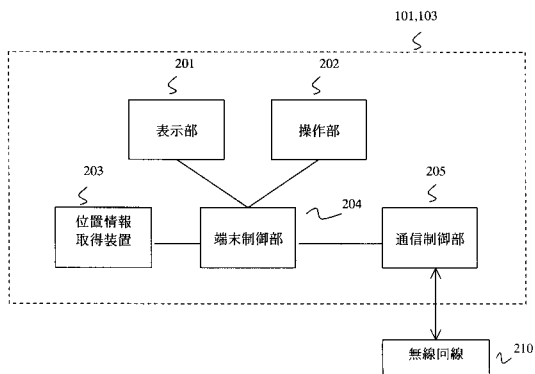 101,103
201
202
表示部
操作部
203
204
205
位置情報
取得装置
端末制御部
通信制御部
無線回線
210